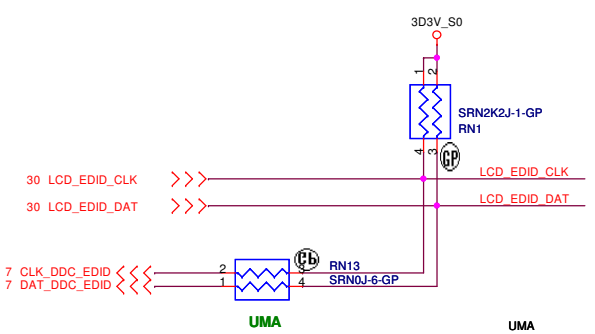 3D3V_S0
1 2
SRN2K2J-1-GP
RN1
4 3
GP
30 LCD_EDID_CLK
LCD_EDID_CLK
30 LCD_EDID_DAT
LCD_EDID_DAT
7 CLK_DDC_EDID
2 3
RN13
7 DAT_DDC_EDID
1 4
SRN0J-6-GP
UMA
UMA